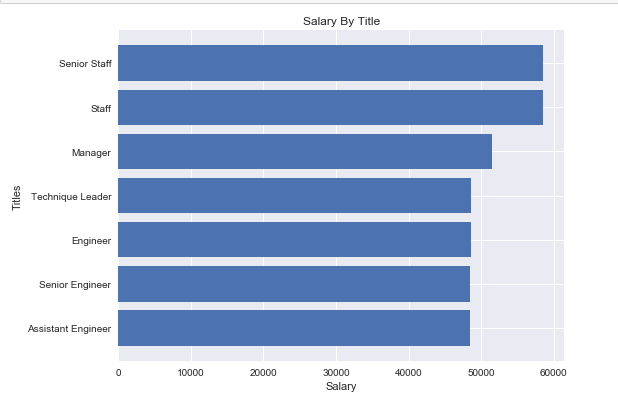 Salary By Title
Senior Staff
Staff
Manager
Technique Leader
Engineer
Senior Engineer
Assistant Engineer
Titles
0 10000 20000 30000 40000 50000 60000
Salary